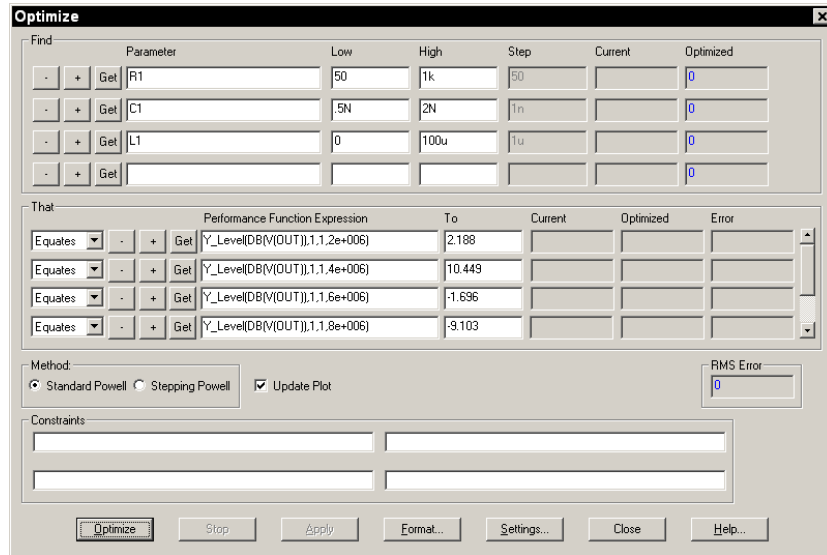 Optimize
Find
Parameter Low High Step Current Optimized
- + Get R1 50 1k 50 0
- + Get C1 .5N 2N 1n 0
- + Get L1 0 100u 1u 0
- + Get 0
That
Performance Function Expression To Current Optimized Error
Equates - + Get Y_Level(DB(V(OUT)),1,1,2e+006) 2.188
Equates - + Get Y_Level(DB(V(OUT)),1,1,4e+006) 10.449
Equates - + Get Y_Level(DB(V(OUT)),1,1,6e+006) -1.696
Equates - + Get Y_Level(DB(V(OUT)),1,1,8e+006) -9.103
Method: RMS Error
Standard Powell Stepping Powell Update Plot 0
Constraints
Optimize Stop Apply Format... Settings... Close Help...